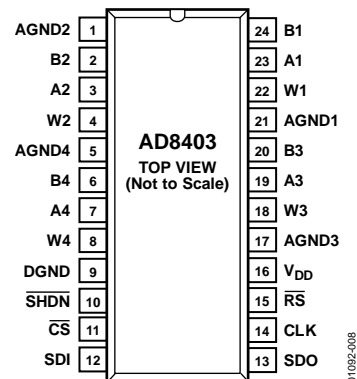 AGND2 1
B2 2
A2 3
W2 4
AGND4 5
B4 6
A4 7
W4 8
DGND 9
SHDN 10
CS 11
SDI 12
AD8403
TOP VIEW
(Not to Scale)
24 B1
23 A1
22 W1
21 AGND1
20 B3
19 A3
18 W3
17 AGND3
16 VDD
15 RS
14 CLK
13 SDO
01092-008